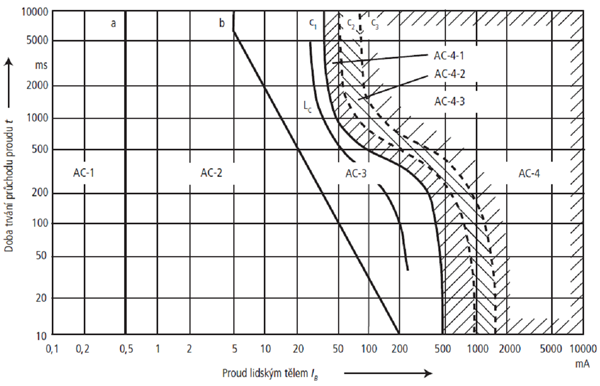 10000
a
b
c1
c2
c3
5000
ms
AC-4-1
AC-4-2
2000
AC-4-3
LC
1000
500
AC-1
AC-2
AC-3
AC-4
200
100
50
20
10
0,1
0,2
0,5
1
2
5
10
20
50
100
200
500
1000
2000
5000
10000
mA
Doba trvání průchodu proudu t
Proud lidským tělem IB